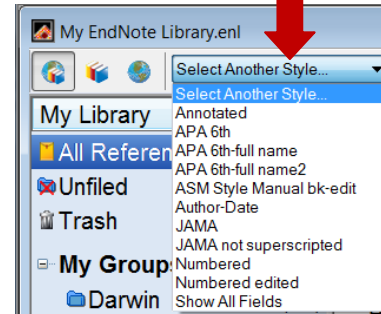 My EndNote Library.enl
Select Another Style...
Select Another Style...
Annotated
APA 6th
APA 6th-full name
APA 6th-full name2
ASM Style Manual bk-edit
Author-Date
JAMA
JAMA not superscripted
Numbered
Numbered edited
Show All Fields
My Library
All Referen
Unfiled
Trash
My Group
Darwin